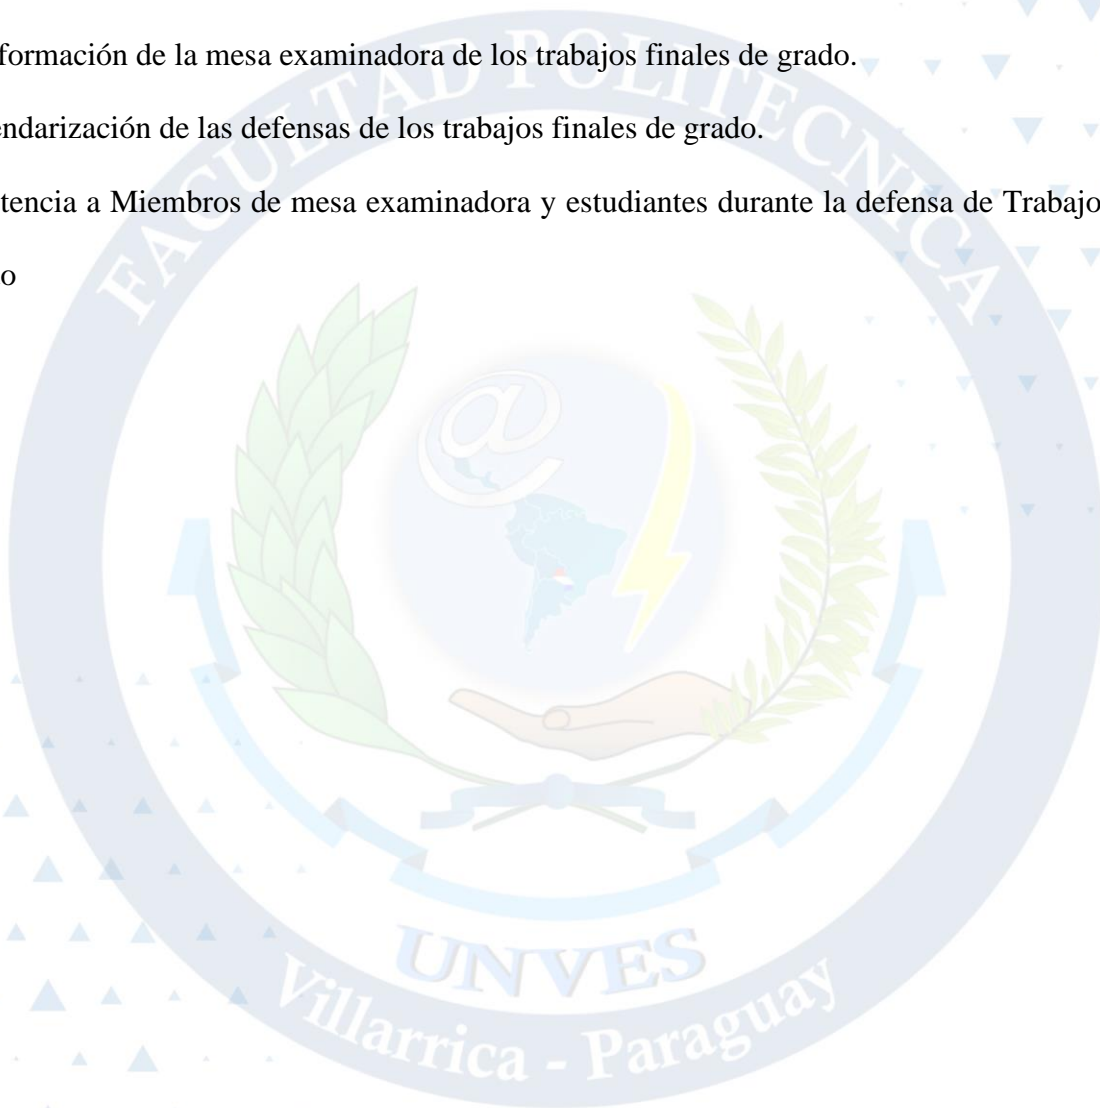 formación de la mesa examinadora de los trabajos finales de grado.
endarización de las defensas de los trabajos finales de grado.
tencia a Miembros de mesa examinadora y estudiantes durante la defensa de Trabajo
o
FACULTAD POLITECNICA
@
UNVES
Villarrica - Paraguay